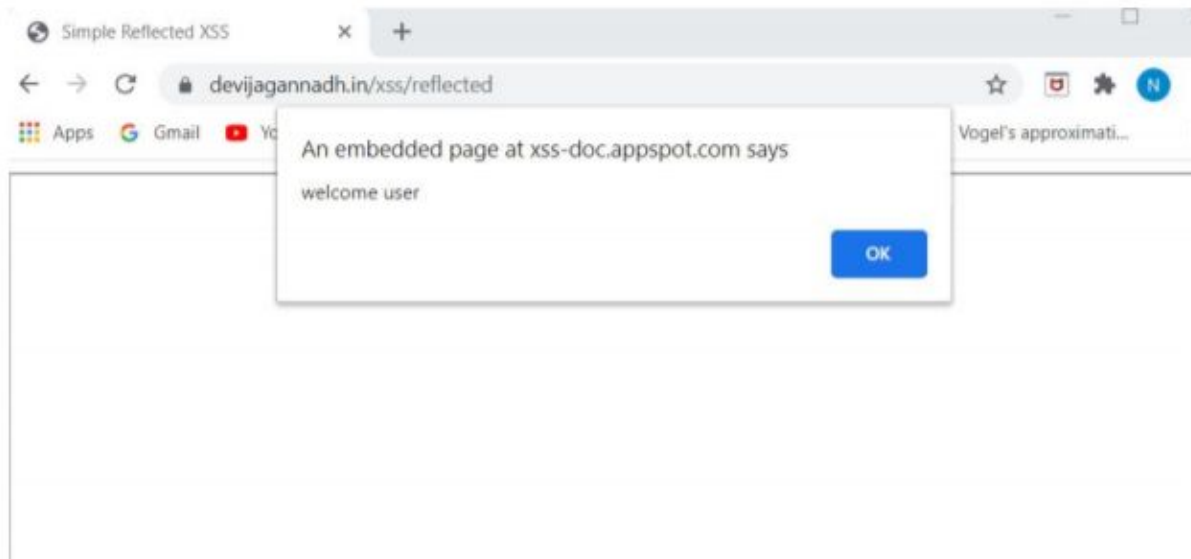 Simple Reflected XSS
devijagannadh.in/xss/reflected
N
Apps Gmail Yo Vogel's approximati...
An embedded page at xss-doc.appspot.com says
welcome user
OK